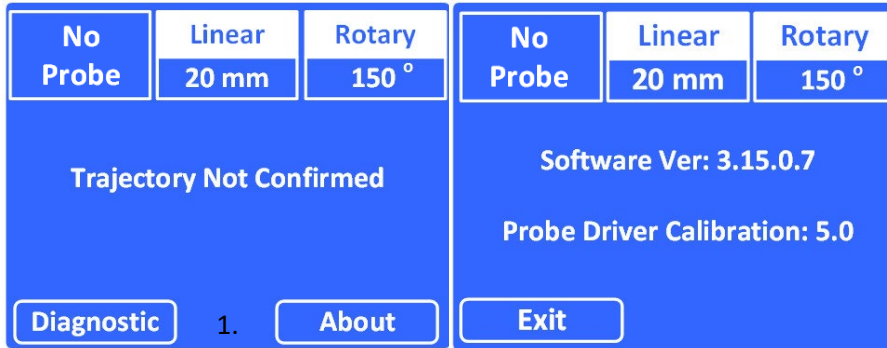 No Probe
Linear
20 mm
Rotary
150 °
Trajectory Not Confirmed
Diagnostic
1.
About
No Probe
Linear
20 mm
Rotary
150 °
Software Ver: 3.15.0.7
Probe Driver Calibration: 5.0
Exit